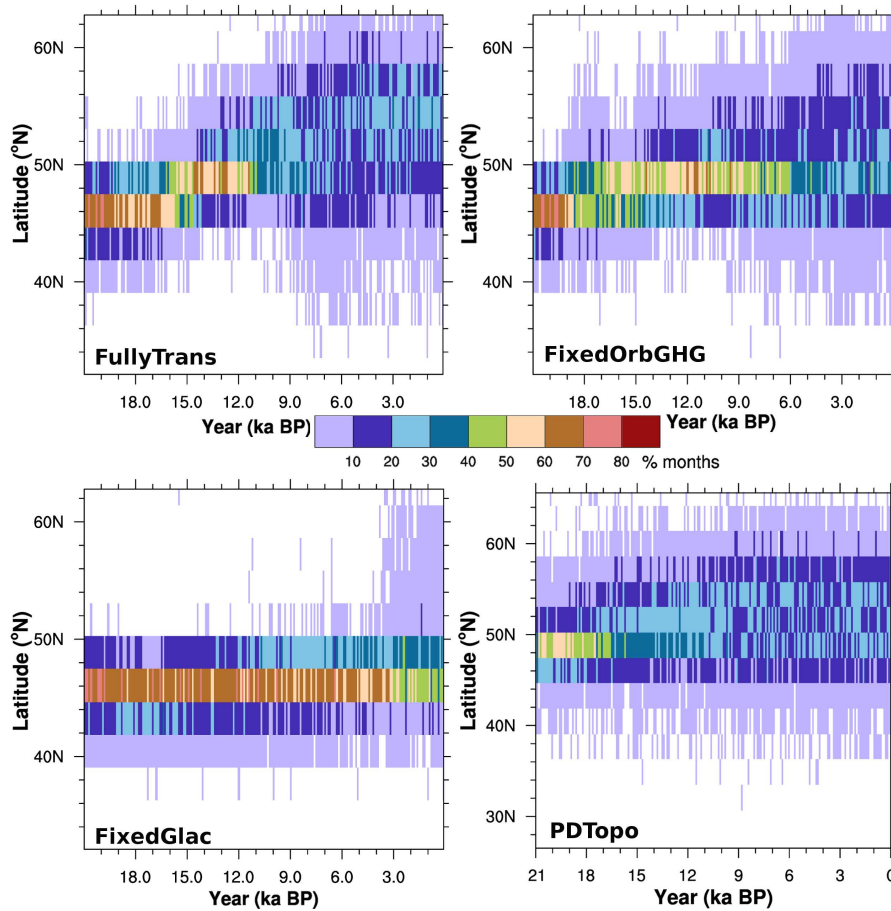 60N
50N
40N
Latitude (°N)
FullyTrans
18.0 15.0 12.0 9.0 6.0 3.0
Year (ka BP)
60N
50N
40N
Latitude (°N)
FixedOrbGHG
18.0 15.0 12.0 9.0 6.0 3.0
Year (ka BP)
10 20 30 40 50 60 70 80 % months
60N
50N
40N
Latitude (°N)
FixedGlac
18.0 15.0 12.0 9.0 6.0 3.0
Year (ka BP)
60N
50N
40N
30N
Latitude (°N)
PDTopo
21 18 15 12 9 6 3 0
Year (ka BP)